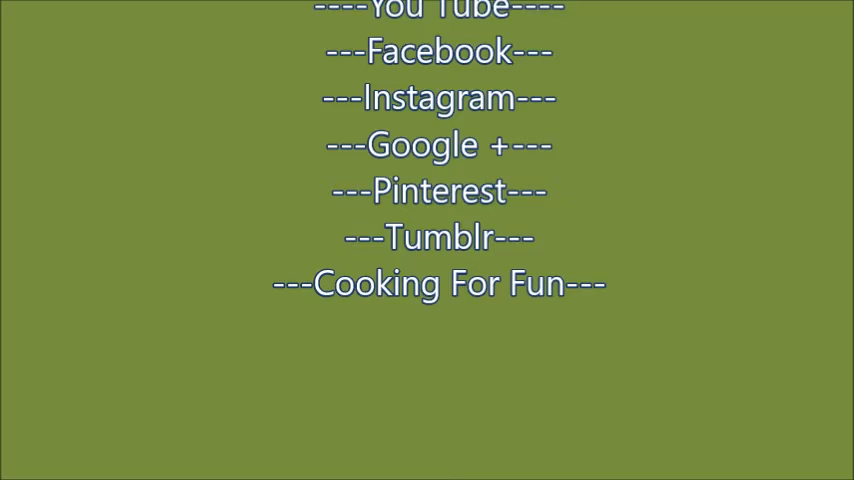 ----You Tube----
---Facebook---
---Instagram---
---Google +---
---Pinterest---
---Tumblr---
---Cooking For Fun---